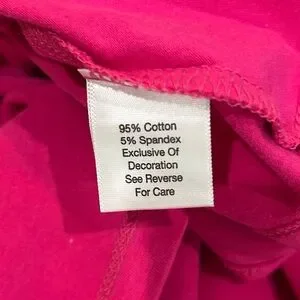 95% Cotton
5% Spandex
Exclusive Of
Decoration
See Reverse
For Care